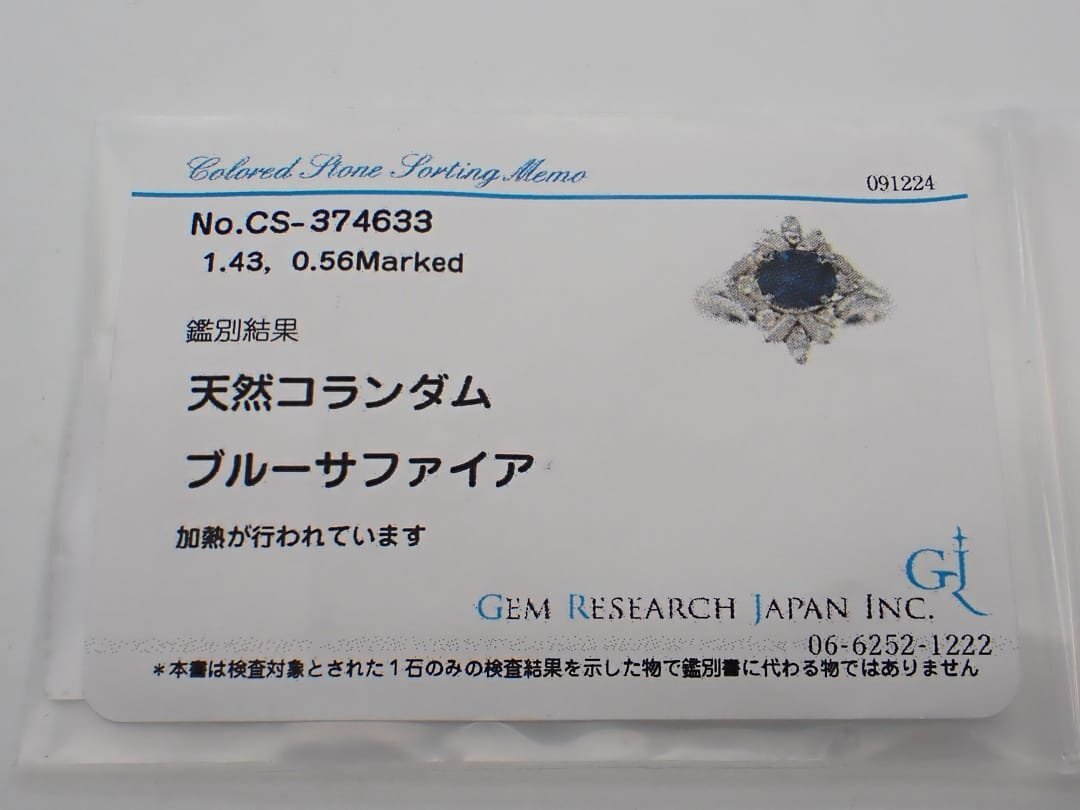 Colored Stone Sorting Memo
091224
No.CS-374633
1.43, 0.56Marked
鑑別結果
天然コランダム
ブルーサファイア
加熱が行われています
GJ
GEM RESEARCH JAPAN INC.
06-6252-1222
*本書は検査対象とされた1石のみの検査結果を示した物で鑑別書に代わる物ではありません